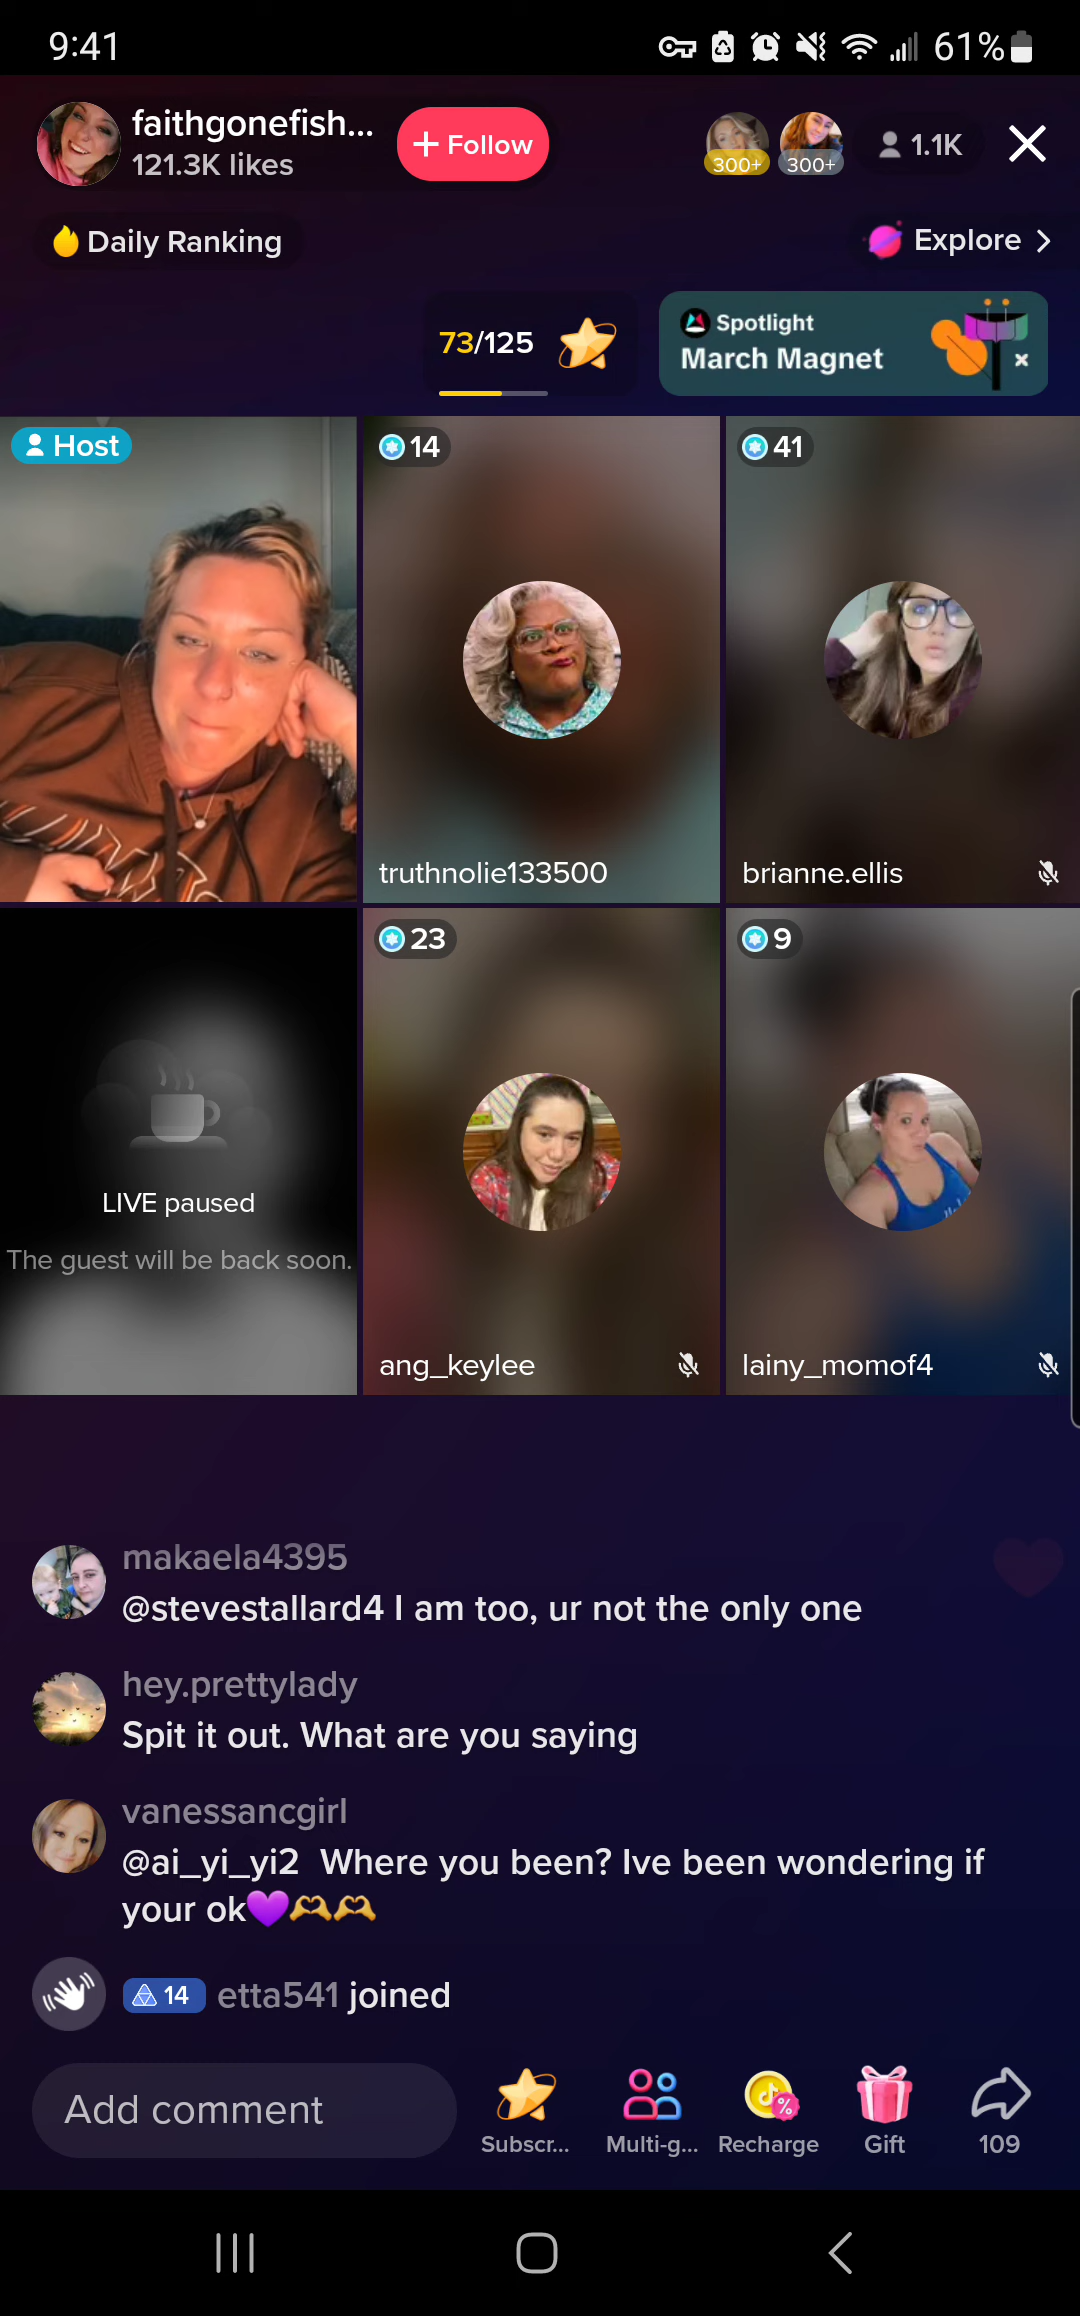 9:41
61%
faithgonefish...
121.3K likes
+ Follow
300+
300+
1.1K
Daily Ranking
Explore
73/125
Spotlight
March Magnet
Host
14
41
truthnolie133500
brianne.ellis
23
9
LIVE paused
The guest will be back soon.
ang_keylee
lainy_momof4
makaela4395
@stevestallard4 I am too, ur not the only one
hey.prettylady
Spit it out. What are you saying
vanessancgirl
@ai_yi_yi2  Where you been? Ive been wondering if
your ok💜🫶🫶
14 etta541 joined
Add comment
Subscr...
Multi-g...
Recharge
Gift
109